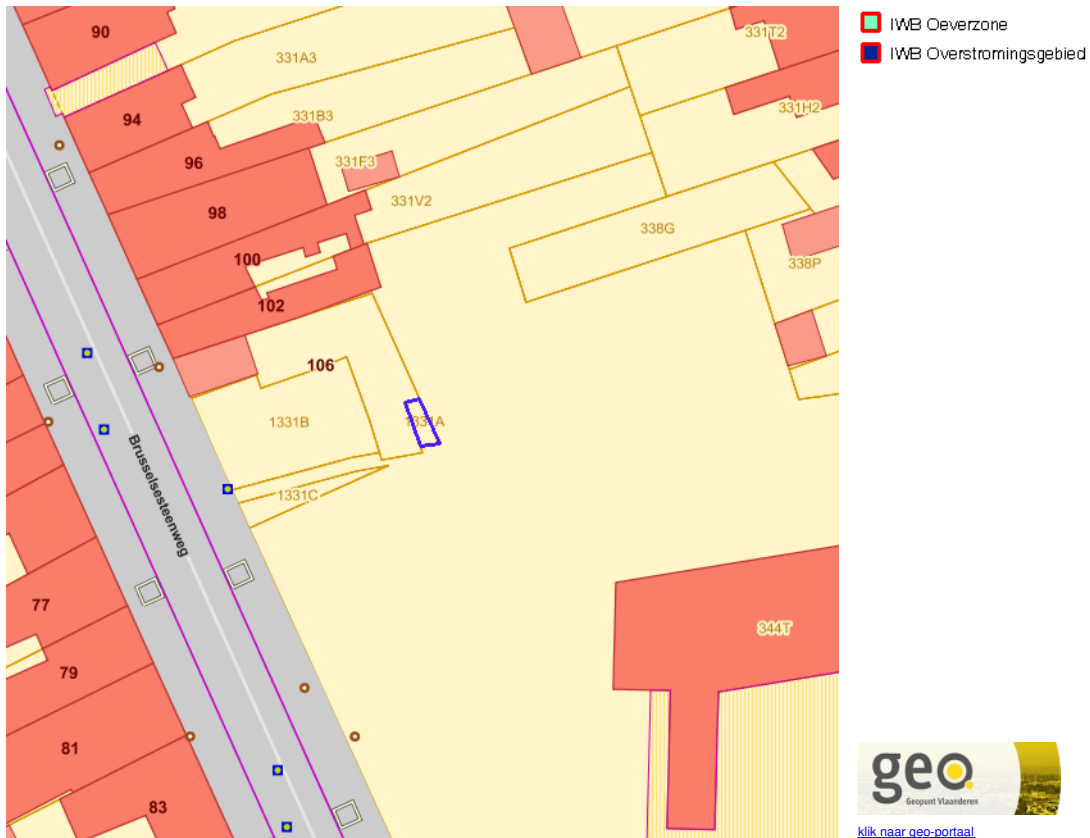 90
331A3
331T2
94
331B3
331H2
96
331F3
98
331V2
338G
100
338P
102
106
1331B
1331A
Brusselsesteenweg
1331C
77
344T
79
81
83
IWB Oeverzone
IWB Overstromingsgebied
geo
Geopunt Vlaanderen
klik naar geo-portaal